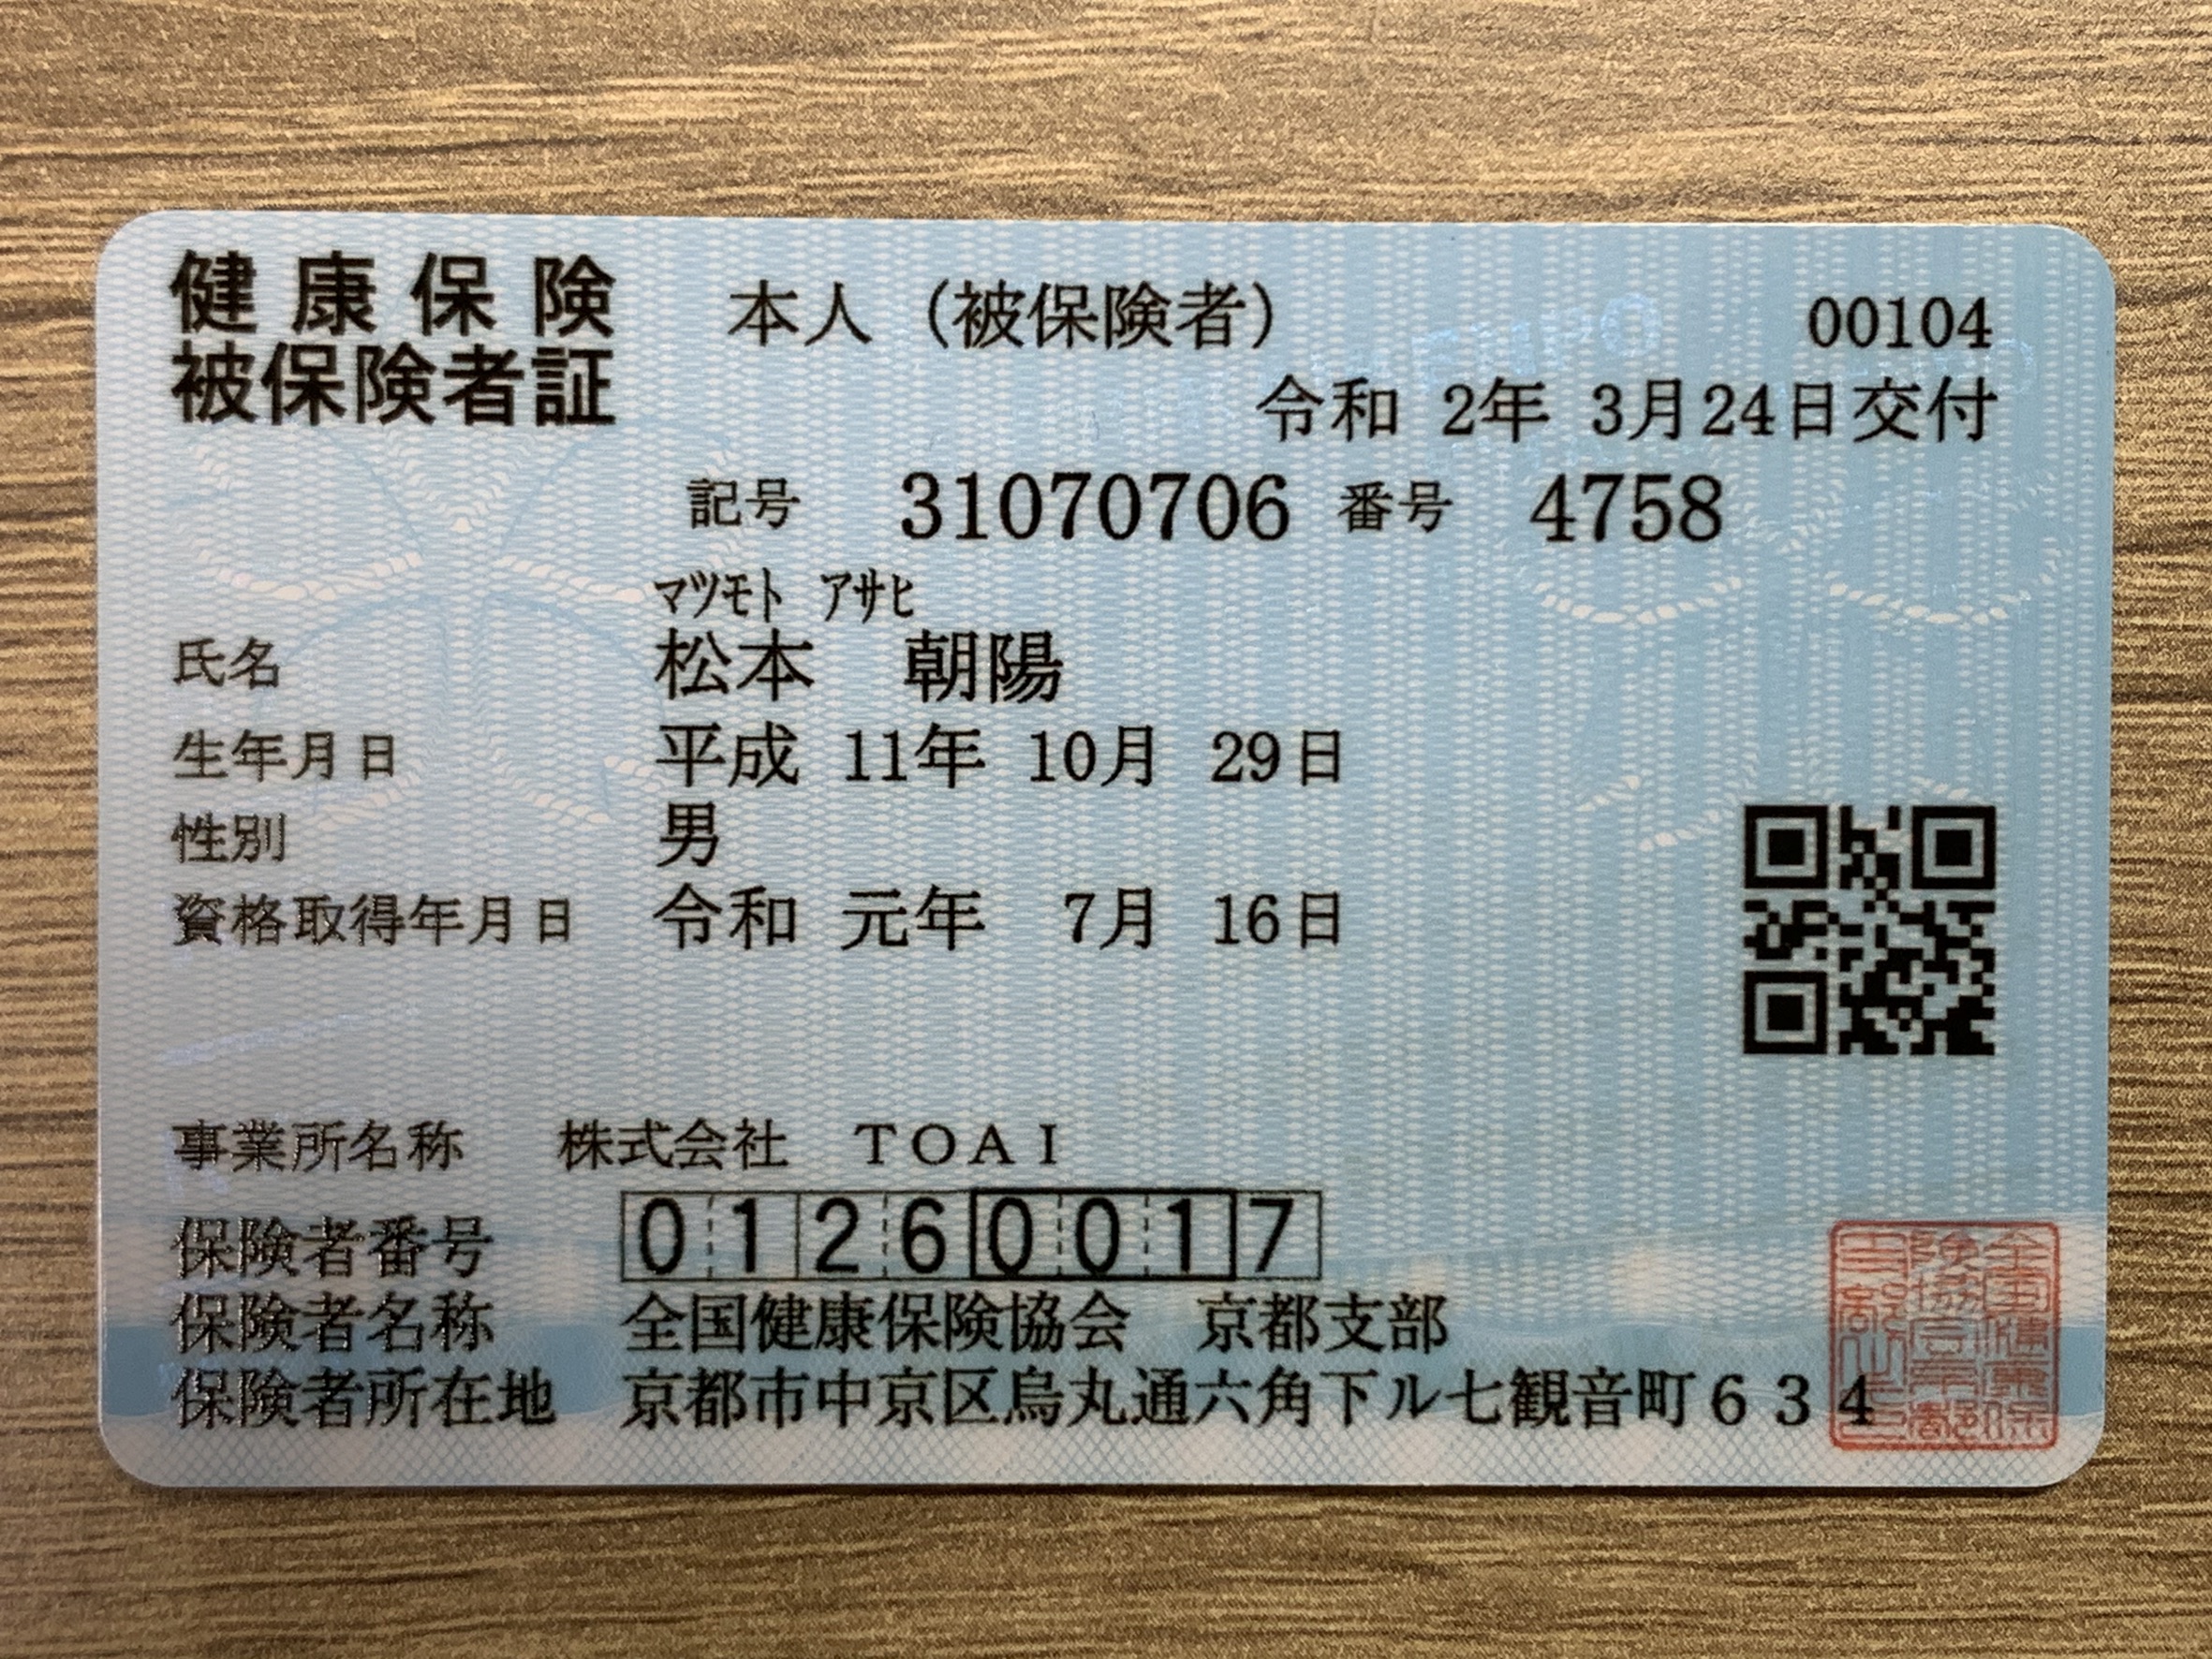 健康保険 本人（被保険者） 00104
被保険者証
令和 2年 3月24日交付
記号 31070706 番号 4758
マツモト アサヒ
氏名 松本 朝陽
生年月日 平成 11年 10月 29日
性別 男
資格取得年月日 令和 元年 7月 16日
事業所名称 株式会社 ＴＯＡＩ
保険者番号 01260017
保険者名称 全国健康保険協会 京都支部
保険者所在地 京都市中京区烏丸通六角下ル七観音町６３４